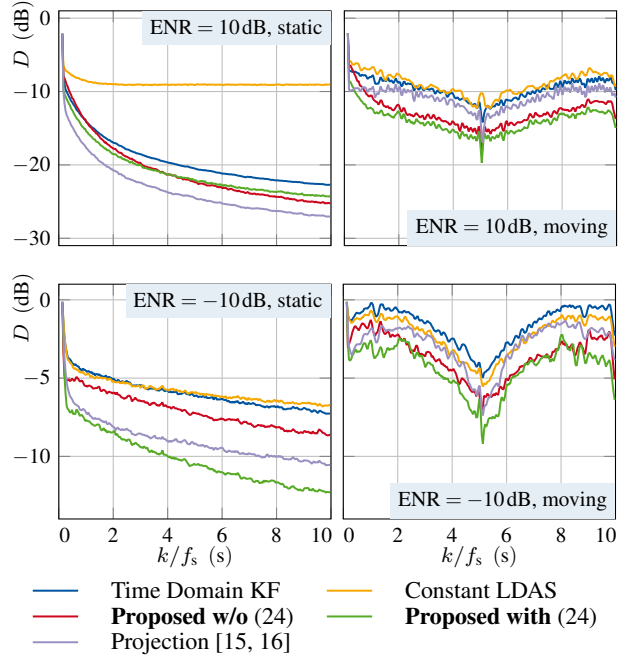 0
−10
−20
−30
D (dB)
ENR = 10 dB, static
ENR = 10 dB, moving
0
−5
−10
D (dB)
ENR = −10 dB, static
ENR = −10 dB, moving
0 2 4 6 8 10
0 2 4 6 8 10
k/fs (s)
k/fs (s)
Time Domain KF
Constant LDAS
Proposed w/o (24)
Proposed with (24)
Projection [15, 16]